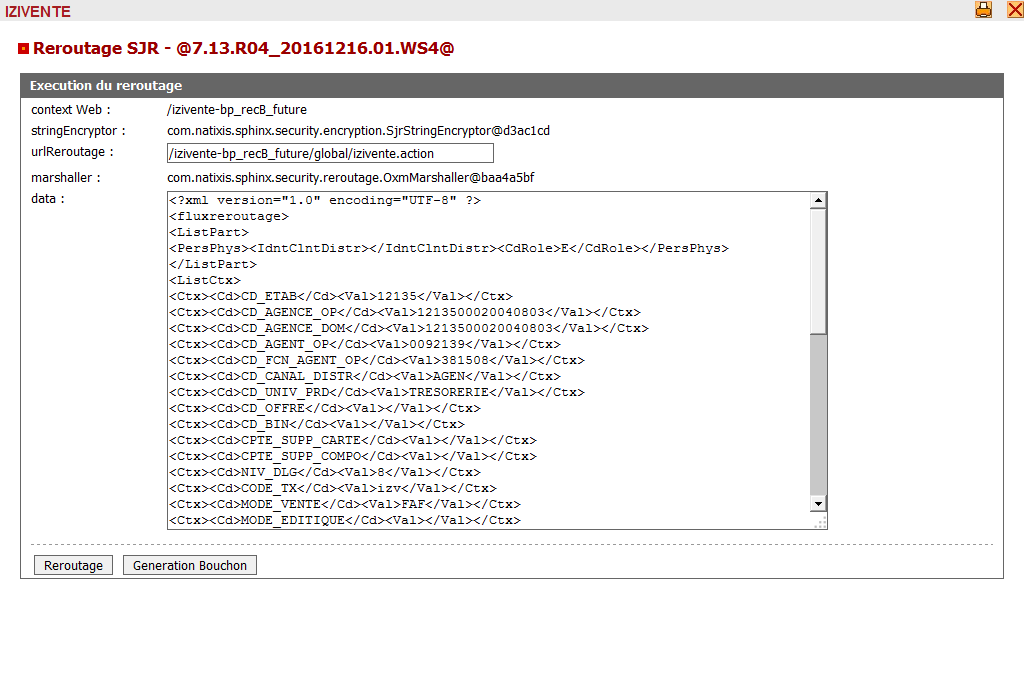 IZIVENTE
Reroutage SJR - @7.13.R04_20161216.01.WS4@
Execution du reroutage
context Web : /izivente-bp_recB_future
stringEncryptor : com.natixis.sphinx.security.encryption.SjrStringEncryptor@d3ac1cd
urlReroutage : /izivente-bp_recB_future/global/izivente.action
marshaller : com.natixis.sphinx.security.reroutage.OxmMarshaller@baa4a5bf
data :
<?xml version="1.0" encoding="UTF-8" ?>
<fluxreroutage>
<ListPart>
<PersPhys><IdntClntDistr></IdntClntDistr><CdRole>E</CdRole></PersPhys>
</ListPart>
<ListCtx>
<Ctx><Cd>CD_ETAB</Cd><Val>12135</Val></Ctx>
<Ctx><Cd>CD_AGENCE_OP</Cd><Val>1213500020040803</Val></Ctx>
<Ctx><Cd>CD_AGENCE_DOM</Cd><Val>1213500020040803</Val></Ctx>
<Ctx><Cd>CD_AGENT_OP</Cd><Val>0092139</Val></Ctx>
<Ctx><Cd>CD_FCN_AGENT_OP</Cd><Val>381508</Val></Ctx>
<Ctx><Cd>CD_CANAL_DISTR</Cd><Val>AGEN</Val></Ctx>
<Ctx><Cd>CD_UNIV_PRD</Cd><Val>TRESORERIE</Val></Ctx>
<Ctx><Cd>CD_OFFRE</Cd><Val></Val></Ctx>
<Ctx><Cd>CD_BIN</Cd><Val></Val></Ctx>
<Ctx><Cd>CPTE_SUPP_CARTE</Cd><Val></Val></Ctx>
<Ctx><Cd>CPTE_SUPP_COMPO</Cd><Val></Val></Ctx>
<Ctx><Cd>NIV_DLG</Cd><Val>8</Val></Ctx>
<Ctx><Cd>CODE_TX</Cd><Val>izv</Val></Ctx>
<Ctx><Cd>MODE_VENTE</Cd><Val>FAF</Val></Ctx>
<Ctx><Cd>MODE_EDITIQUE</Cd><Val></Val></Ctx>
Reroutage Generation Bouchon